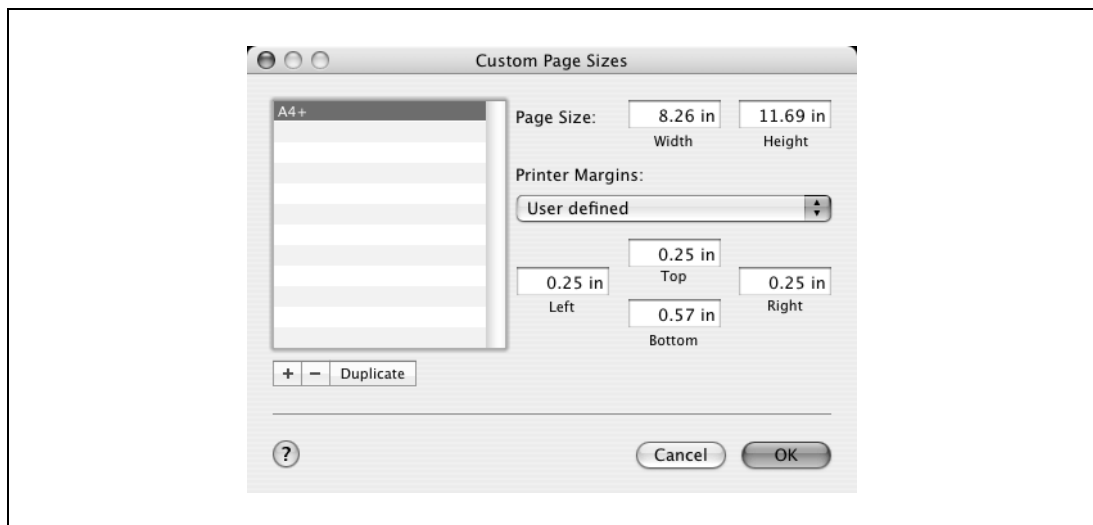 Custom Page Sizes
A4+
Page Size:
8.26 in
11.69 in
Width
Height
Printer Margins:
User defined
0.25 in
Top
0.25 in
Left
0.25 in
Right
0.57 in
Bottom
+ − Duplicate
?
Cancel
OK